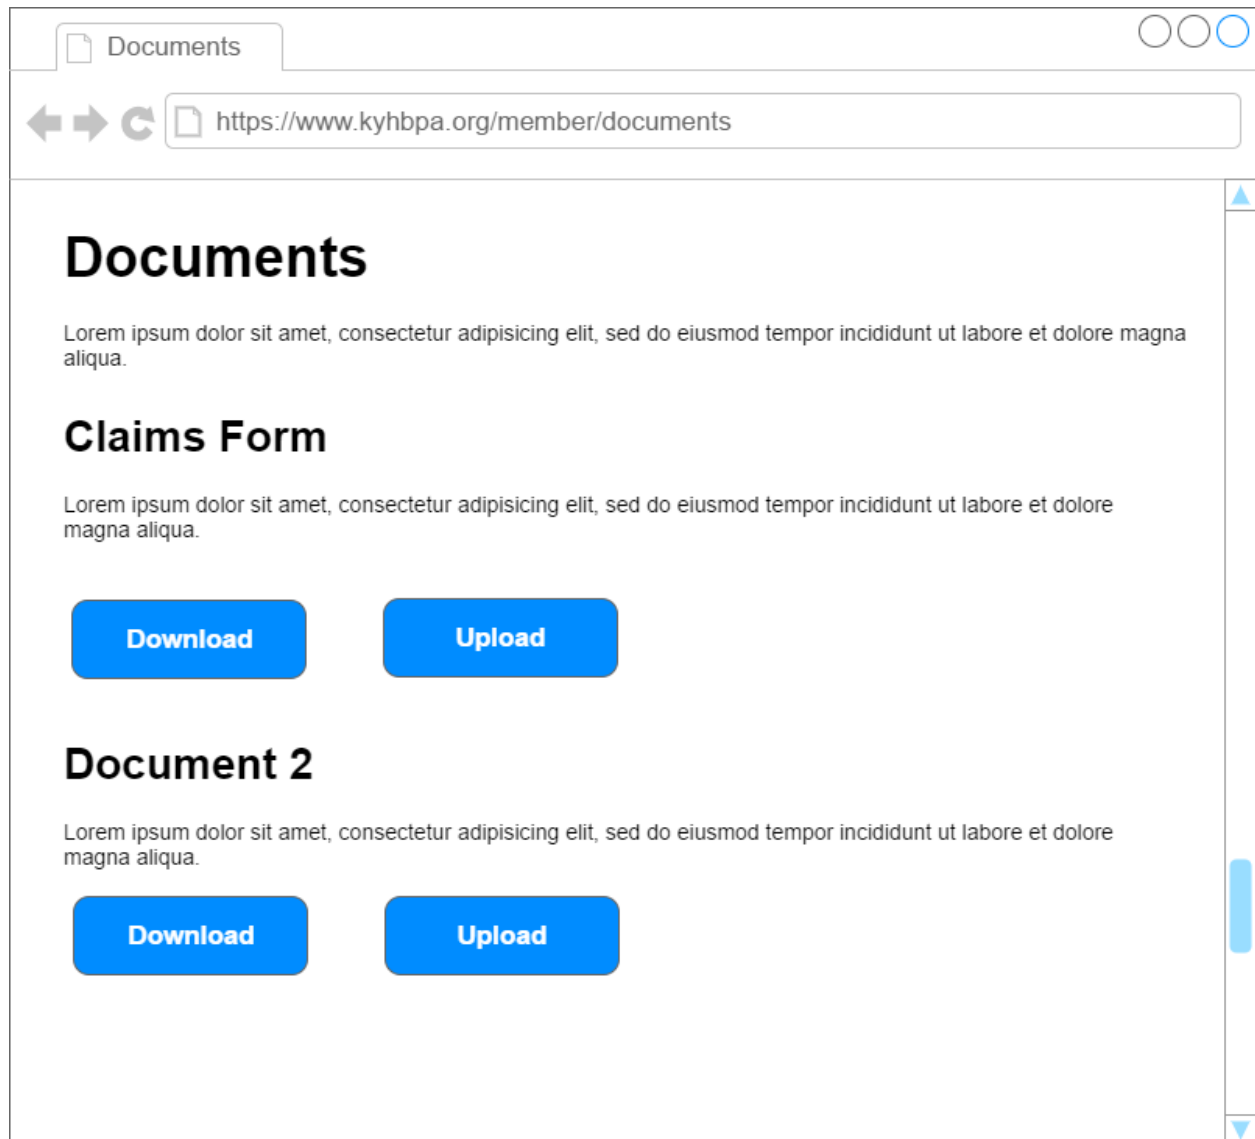 Documents
https://www.kyhbpa.org/member/documents
Documents
Lorem ipsum dolor sit amet, consectetur adipisicing elit, sed do eiusmod tempor incididunt ut labore et dolore magna
aliqua.
Claims Form
Lorem ipsum dolor sit amet, consectetur adipisicing elit, sed do eiusmod tempor incididunt ut labore et dolore
magna aliqua.
Download Upload
Document 2
Lorem ipsum dolor sit amet, consectetur adipisicing elit, sed do eiusmod tempor incididunt ut labore et dolore
magna aliqua.
Download Upload